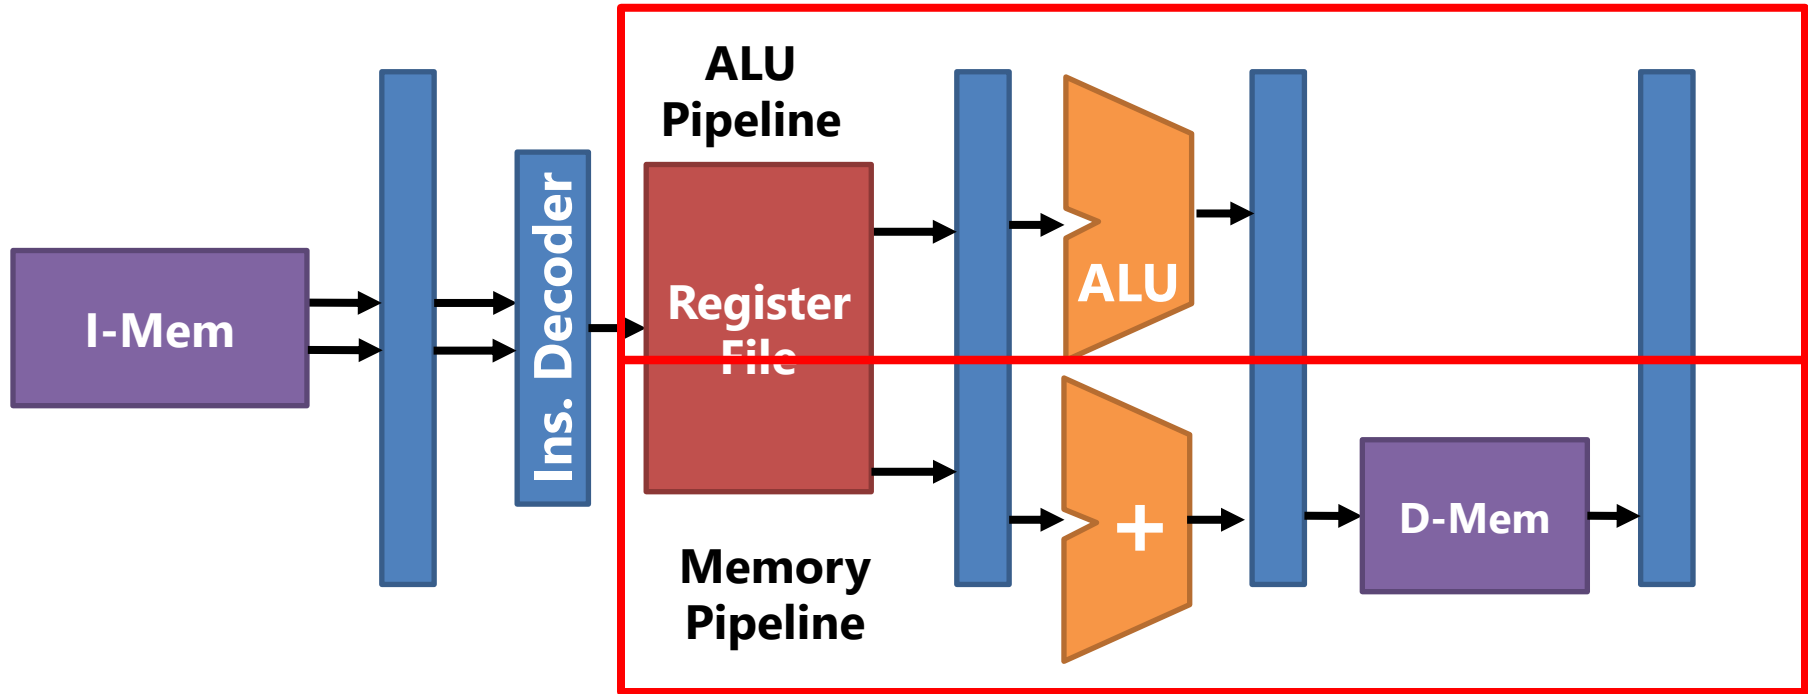 ALU
Pipeline
I-Mem
Ins. Decoder
Register
File
ALU
+
D-Mem
Memory
Pipeline